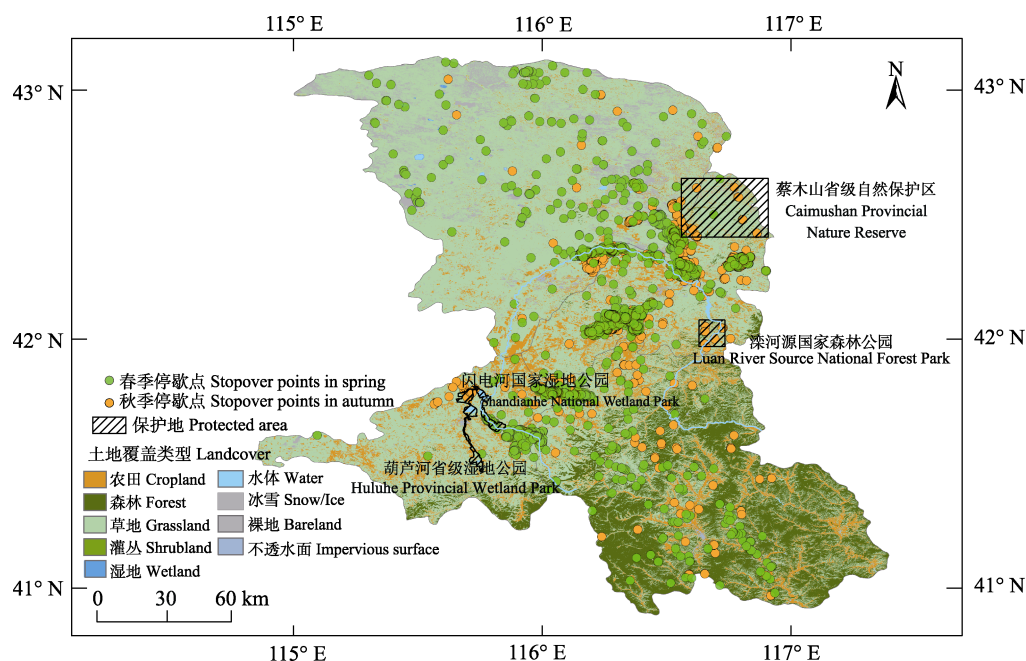 115° E
116° E
117° E
43° N
43° N
N
蔡木山省级自然保护区
Caimushan Provincial
Nature Reserve
42° N
42° N
滦河源国家森林公园
Luan River Source National Forest Park
春季停歇点 Stopover points in spring
秋季停歇点 Stopover points in autumn
保护地 Protected area
闪电河国家湿地公园
Shandianhe National Wetland Park
土地覆盖类型 Landcover
农田 Cropland
水体 Water
森林 Forest
冰雪 Snow/Ice
草地 Grassland
裸地 Bareland
灌丛 Shrubland
不透水面 Impervious surface
湿地 Wetland
葫芦河省级湿地公园
Huluhe Provincial Wetland Park
41° N
41° N
0 30 60 km
115° E
116° E
117° E